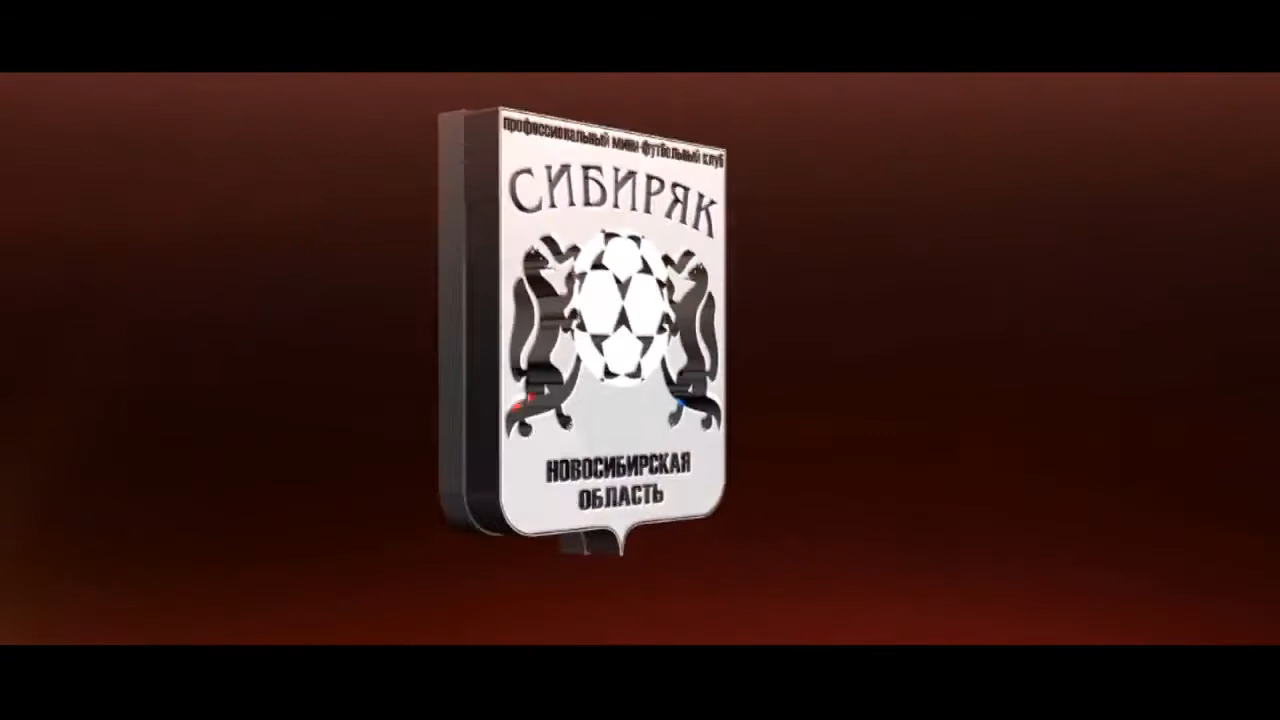 профессиональный мини-футбольный клуб
СИБИРЯК
НОВОСИБИРСКАЯ
ОБЛАСТЬ